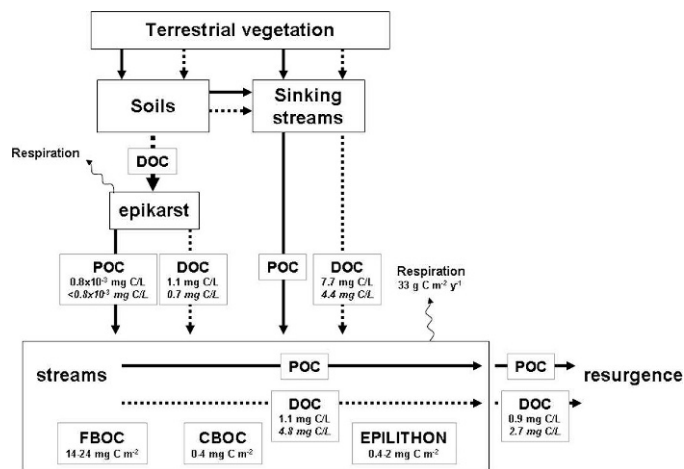 Terrestrial vegetation
Soils
Sinking
streams
Respiration
DOC
epikarst
POC
0.8x10⁻³ mg C/L
<0.8x10⁻³ mg C/L
DOC
1.1 mg C/L
0.7 mg C/L
POC
DOC
7.7 mg C/L
4.4 mg C/L
Respiration
33 g C m⁻² y⁻¹
streams
POC
POC
resurgence
DOC
1.1 mg C/L
4.8 mg C/L
DOC
0.9 mg C/L
2.7 mg C/L
FBOC
14-24 mg C m⁻²
CBOC
0-4 mg C m⁻²
EPILITHON
0.4-2 mg C m⁻²